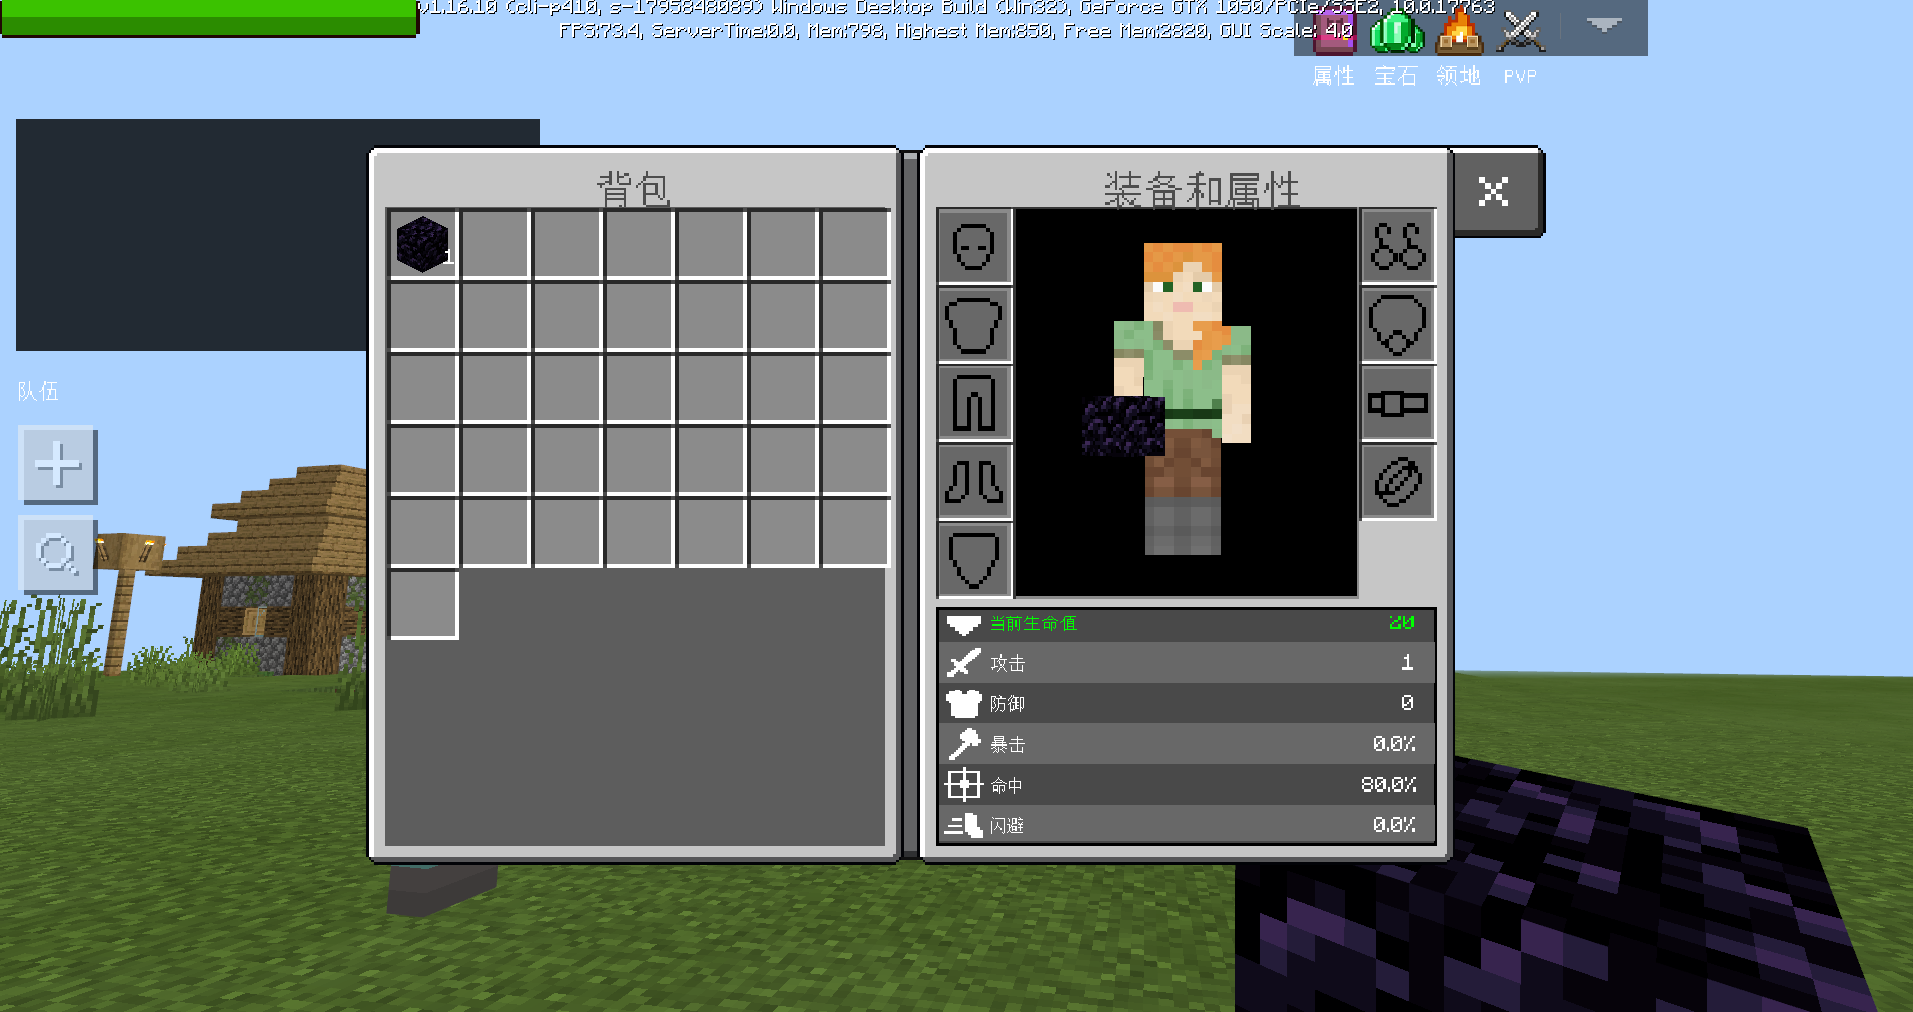 v1.16.10 (cli-p410, s-1795848089) Windows Desktop Build (Win32), GeForce GTX 1050/PCIe/SSE2, 10.0.17763
FPS:73.4, ServerTime:0.0, Mem:798, Highest Mem:850, Free Mem:2820, GUI Scale: 4.0
属性 宝石 领地 PVP
背包
装备和属性
1
队伍
当前生命值 20
攻击 1
防御 0
暴击 0.0%
命中 80.0%
闪避 0.0%